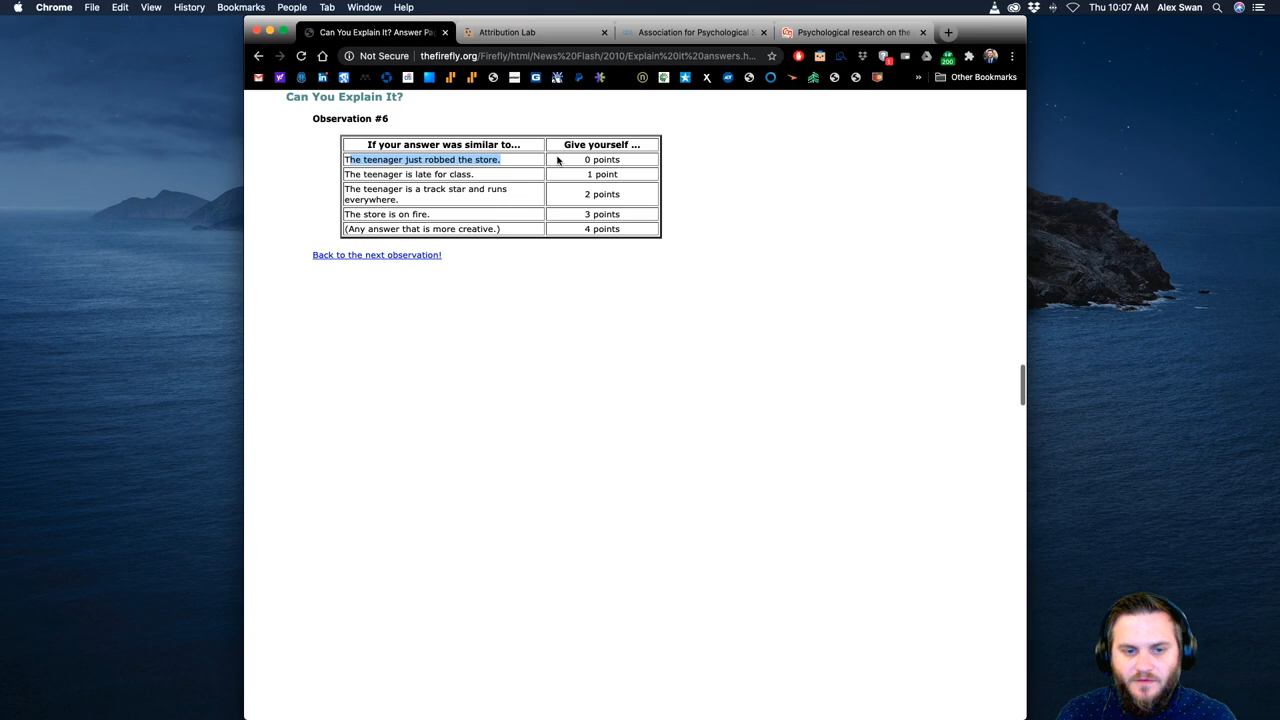 Chrome File Edit View History Bookmarks People Tab Window Help Thu 10:07 AM Alex Swan
Can You Explain It? Answer Pa Attribution Lab Association for Psychological Psychological research on the
Not Secure thefirefly.org/Firefly/html/News%20Flash/2010/Explain%20it%20answers.h...
Other Bookmarks
Can You Explain It?
Observation #6
If your answer was similar to... Give yourself ...
The teenager just robbed the store. 0 points
The teenager is late for class. 1 point
The teenager is a track star and runs
everywhere. 2 points
The store is on fire. 3 points
(Any answer that is more creative.) 4 points
Back to the next observation!